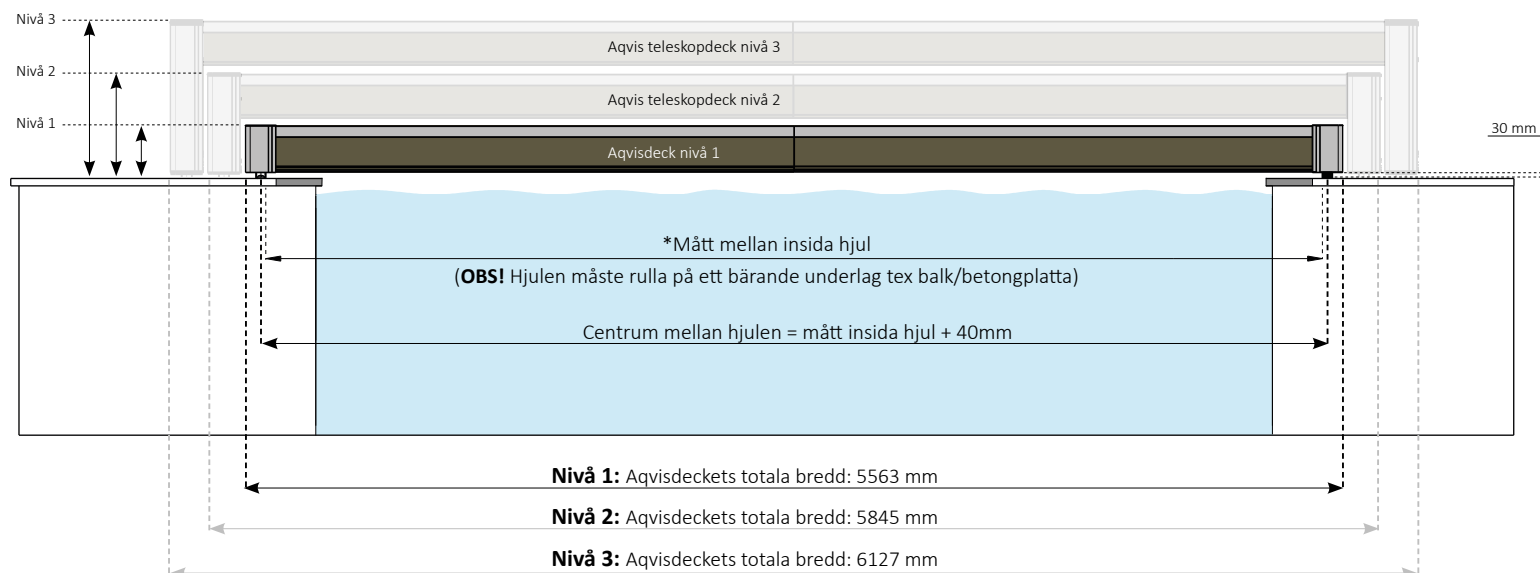 Nivå 3
Aqvis teleskopdeck nivå 3
Nivå 2
Aqvis teleskopdeck nivå 2
Nivå 1
30 mm
Aqvisdeck nivå 1
*Mått mellan insida hjul
(OBS! Hjulen måste rulla på ett bärande underlag tex balk/betongplatta)
Centrum mellan hjulen = mått insida hjul + 40mm
Nivå 1: Aqvisdeckets totala bredd: 5563 mm
Nivå 2: Aqvisdeckets totala bredd: 5845 mm
Nivå 3: Aqvisdeckets totala bredd: 6127 mm